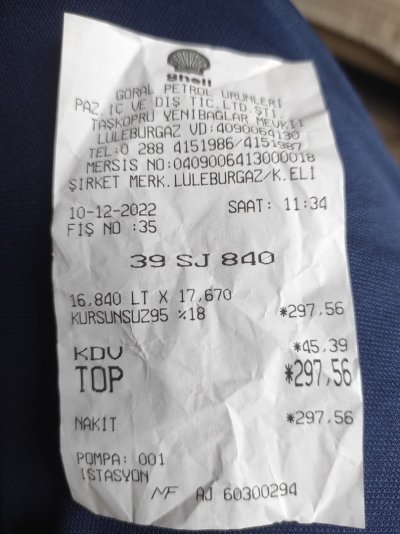 Shell
GÖRAL PETROL ÜRÜNLERİ
PAZ.İÇ VE DIŞ TİC.LTD.ŞTİ.
TAŞKÖPRÜ YENİBAĞLAR MEVKİİ
LÜLEBURGAZ VD:4090064130
TEL:0 288 4151986/4151987
MERSİS NO:0409006413000018
ŞİRKET MERK.LÜLEBURGAZ/K.ELİ
10-12-2022 SAAT: 11:34
FİŞ NO :35
39 SJ 840
16,840 LT X 17,670
KURŞUNSUZ95 %18 *297,56
KDV *45,39
TOP *297,56
NAKİT *297,56
POMPA: 001
İSTASYON
MF AJ 60300294